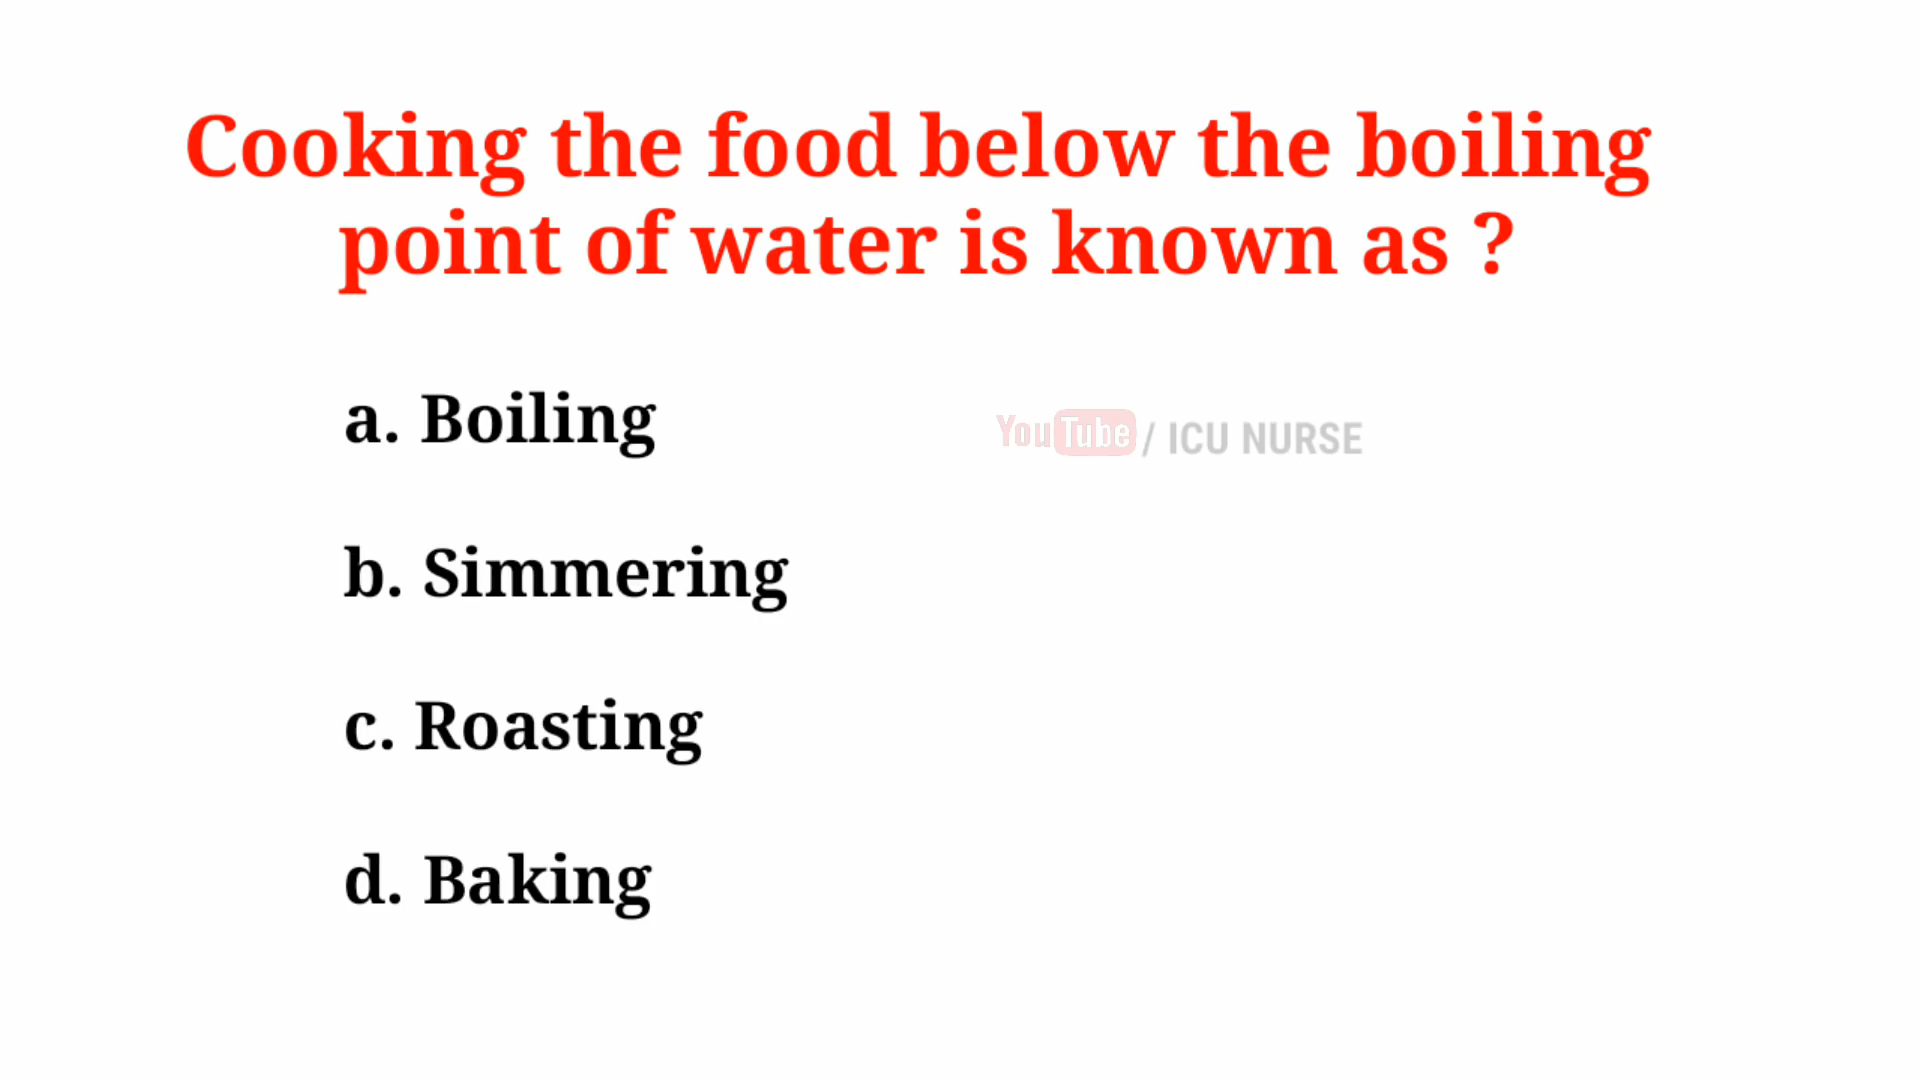 Cooking the food below the boiling
point of water is known as ?
a. Boiling
YouTube / ICU NURSE
b. Simmering
c. Roasting
d. Baking